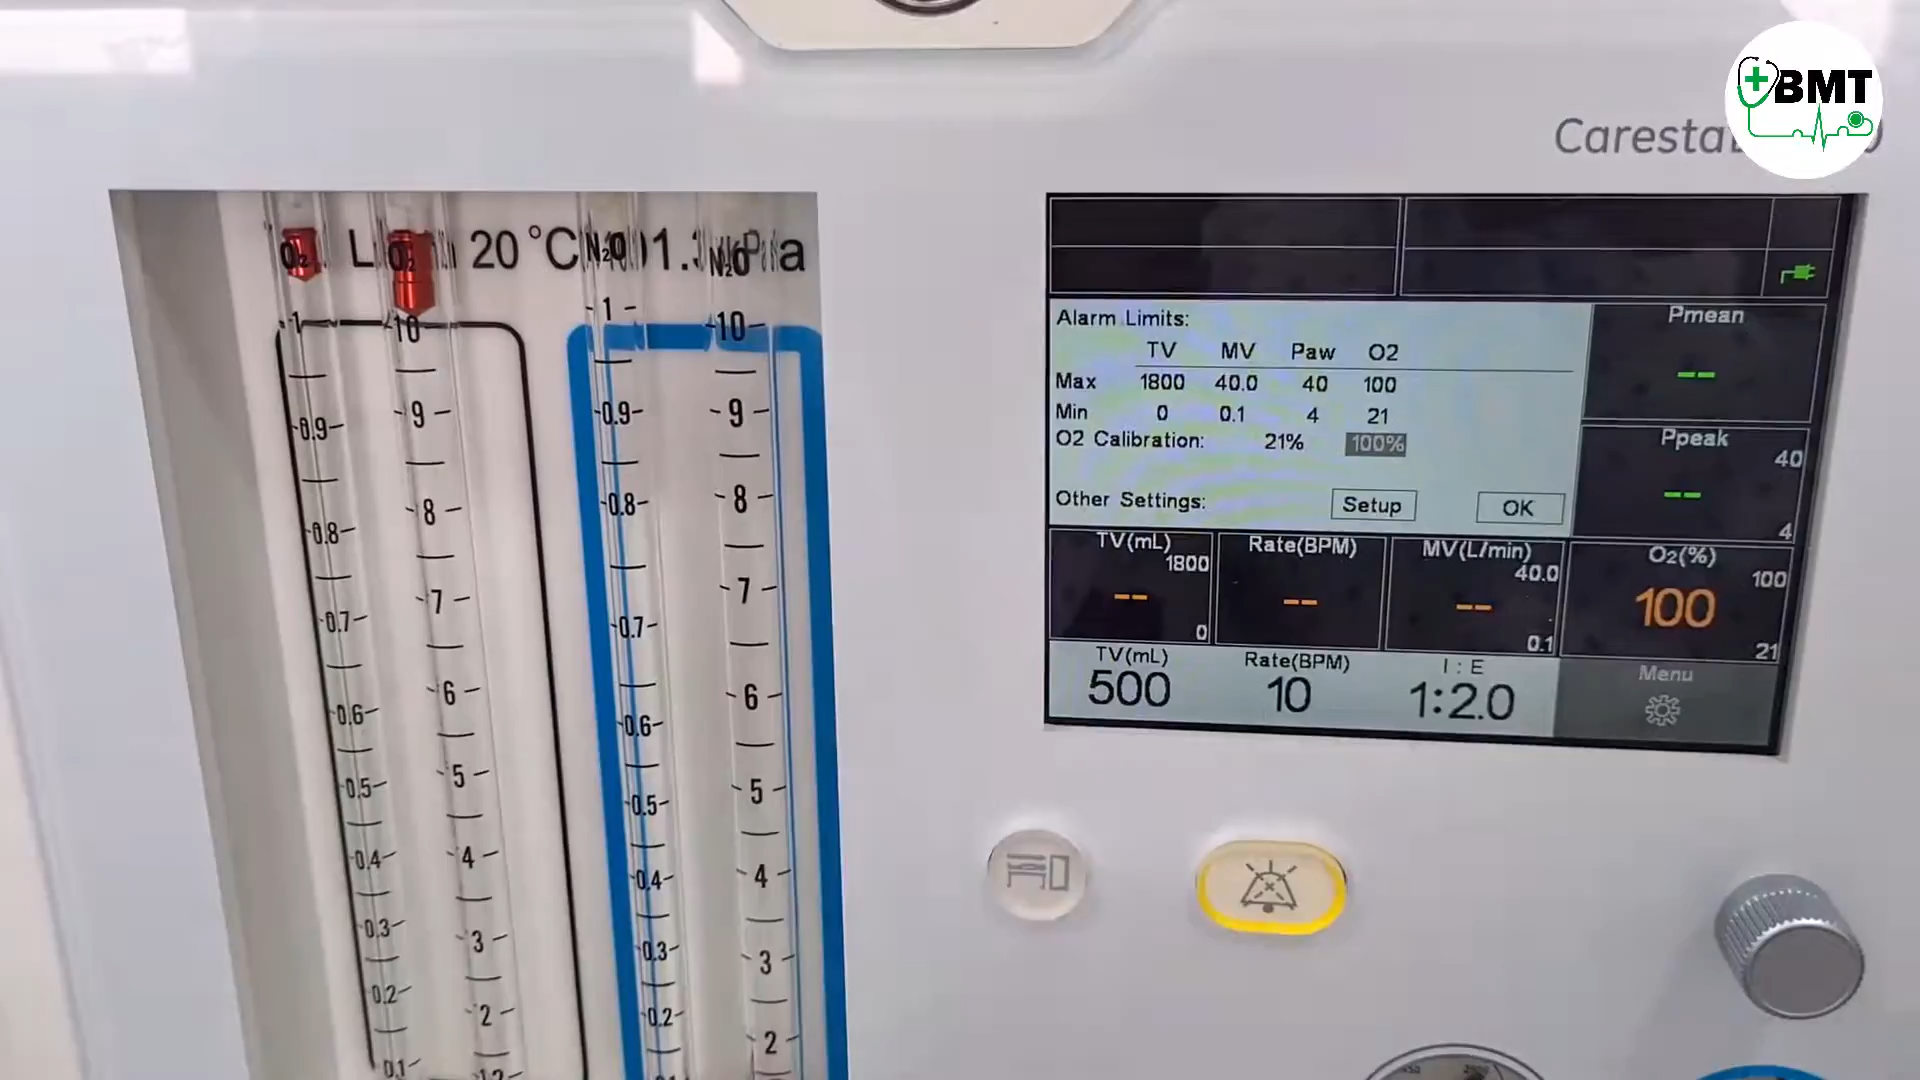 BMT
Caresta
O₂ L O₂ 20 °C N₂O 1. N₂O a
1 10 1 10
0.9 9 0.9 9
0.8 8 0.8 8
0.7 7 0.7 7
0.6 6 0.6 6
0.5 5 0.5 5
0.4 4 0.4 4
0.3 3 0.3 3
0.2 2 0.2 2
0.1
Alarm Limits:
TV MV Paw O2
Max 1800 40.0 40 100
Min 0 0.1 4 21
O2 Calibration: 21% 100%
Other Settings: Setup OK
Pmean
--
Ppeak
40
--
4
TV(mL)
1800
--
0
Rate(BPM)
--
MV(L/min)
40.0
--
0.1
O₂(%)
100
100
21
TV(mL)
500
Rate(BPM)
10
I : E
1:2.0
Menu